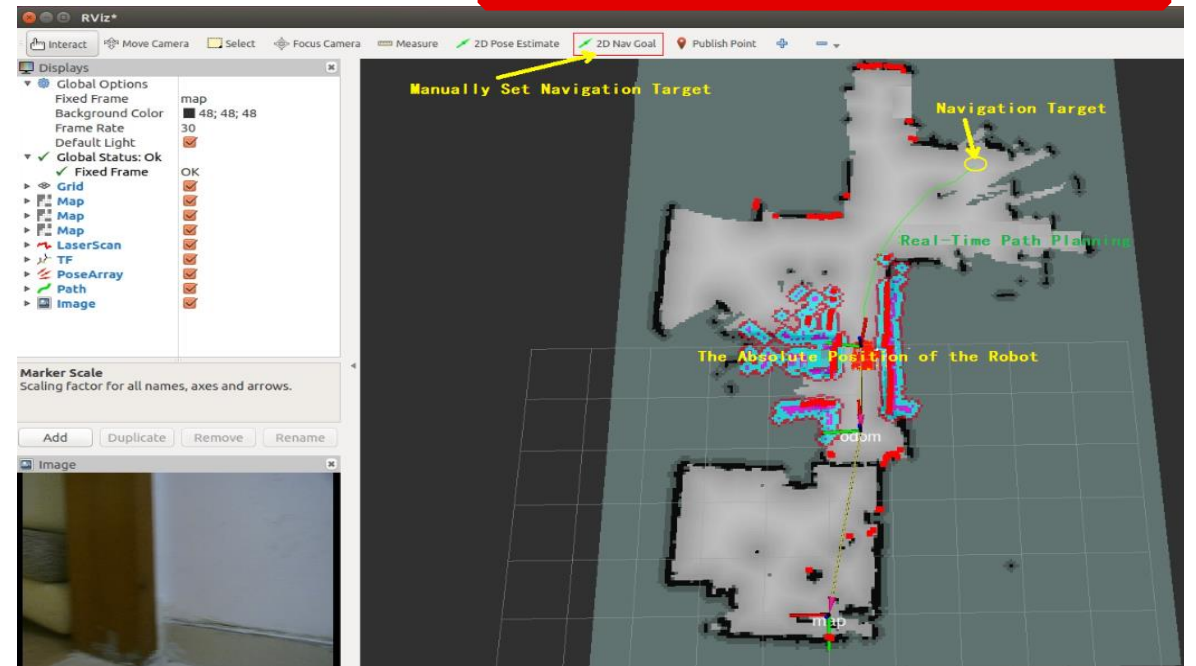 RViz*
Interact Move Camera Select Focus Camera Measure 2D Pose Estimate 2D Nav Goal Publish Point
Displays
Global Options
Fixed Frame map
Background Color 48; 48; 48
Frame Rate 30
Default Light
Global Status: Ok
Fixed Frame OK
Grid
Map
Map
Map
LaserScan
TF
PoseArray
Path
Image
Marker Scale
Scaling factor for all names, axes and arrows.
Add Duplicate Remove Rename
Image
Manually Set Navigation Target
Navigation Target
Real-Time Path Planning
The Absolute Position of the Robot
odom
map